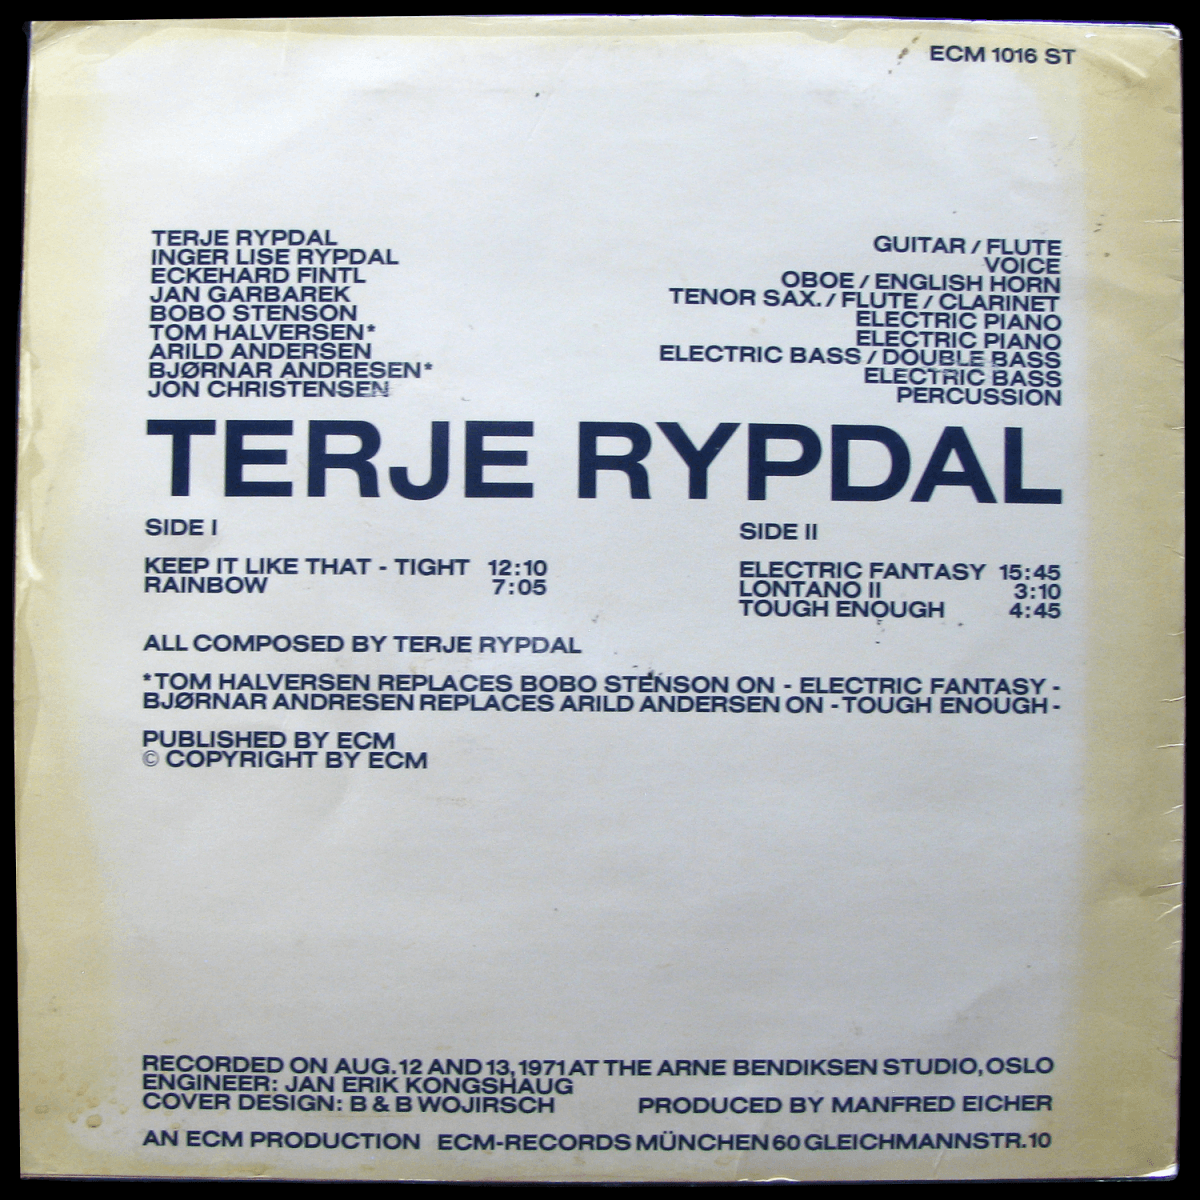 ECM 1016 ST
TERJE RYPDAL GUITAR / FLUTE
INGER LISE RYPDAL VOICE
ECKEHARD FINTL OBOE / ENGLISH HORN
JAN GARBAREK TENOR SAX. / FLUTE / CLARINET
BOBO STENSON ELECTRIC PIANO
TOM HALVERSEN* ELECTRIC PIANO
ARILD ANDERSEN ELECTRIC BASS / DOUBLE BASS
BJØRNAR ANDRESEN* ELECTRIC BASS
JON CHRISTENSEN PERCUSSION
TERJE RYPDAL
SIDE I
KEEP IT LIKE THAT - TIGHT 12:10
RAINBOW 7:05
SIDE II
ELECTRIC FANTASY 15:45
LONTANO II 3:10
TOUGH ENOUGH 4:45
ALL COMPOSED BY TERJE RYPDAL
*TOM HALVERSEN REPLACES BOBO STENSON ON - ELECTRIC FANTASY -
BJØRNAR ANDRESEN REPLACES ARILD ANDERSEN ON - TOUGH ENOUGH -
PUBLISHED BY ECM
© COPYRIGHT BY ECM
RECORDED ON AUG. 12 AND 13, 1971 AT THE ARNE BENDIKSEN STUDIO, OSLO
ENGINEER: JAN ERIK KONGSHAUG
COVER DESIGN: B & B WOJIRSCH PRODUCED BY MANFRED EICHER
AN ECM PRODUCTION ECM-RECORDS MÜNCHEN 60 GLEICHMANNSTR. 10